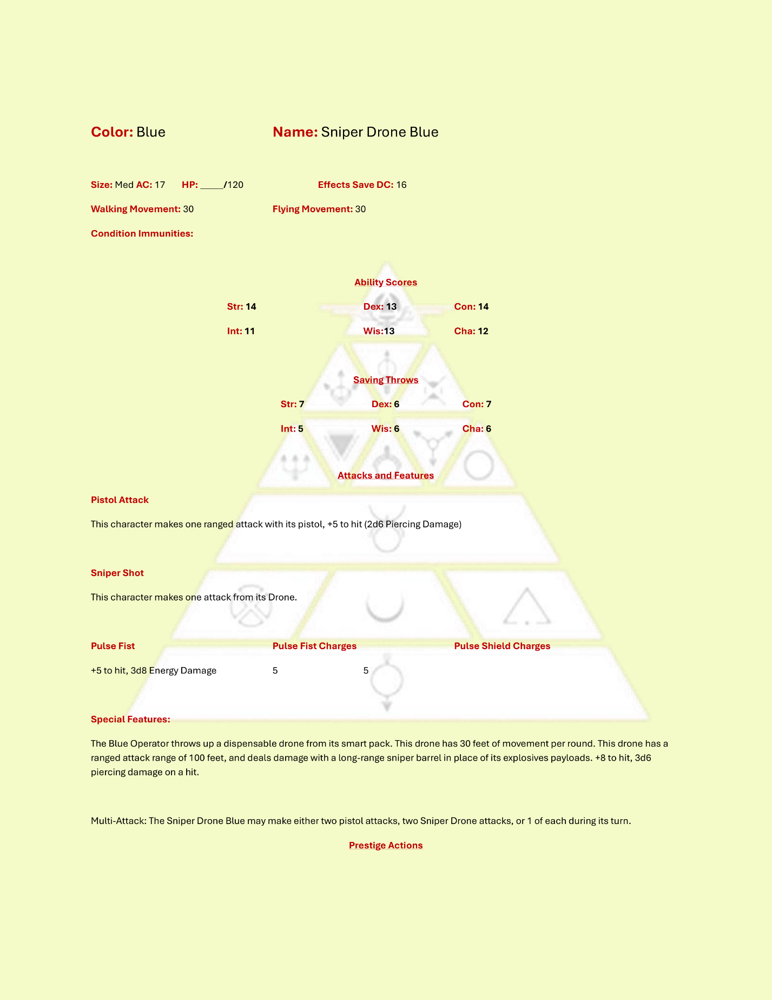 Color: Blue Name: Sniper Drone Blue
Size: Med AC: 17 HP: _____/120 Effects Save DC: 16
Walking Movement: 30 Flying Movement: 30
Condition Immunities:
Ability Scores
Str: 14 Dex: 13 Con: 14
Int: 11 Wis:13 Cha: 12
Saving Throws
Str: 7 Dex: 6 Con: 7
Int: 5 Wis: 6 Cha: 6
Attacks and Features
Pistol Attack
This character makes one ranged attack with its pistol, +5 to hit (2d6 Piercing Damage)
Sniper Shot
This character makes one attack from its Drone.
Pulse Fist Pulse Fist Charges Pulse Shield Charges
+5 to hit, 3d8 Energy Damage 5 5
Special Features:
The Blue Operator throws up a dispensable drone from its smart pack. This drone has 30 feet of movement per round. This drone has a
ranged attack range of 100 feet, and deals damage with a long-range sniper barrel in place of its explosives payloads. +8 to hit, 3d6
piercing damage on a hit.
Multi-Attack: The Sniper Drone Blue may make either two pistol attacks, two Sniper Drone attacks, or 1 of each during its turn.
Prestige Actions